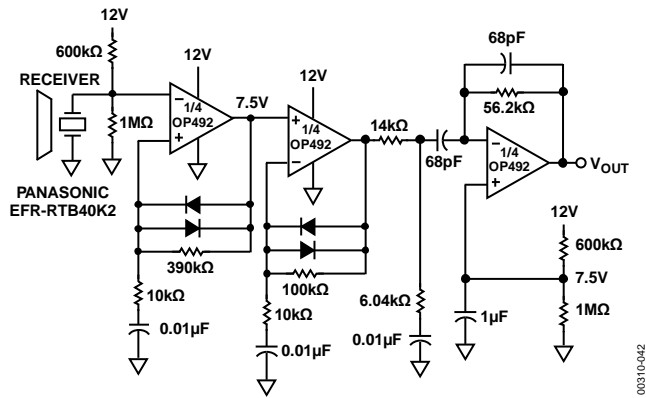 12V
600kΩ
RECEIVER
1MΩ
PANASONIC
EFR-RTB40K2
12V
−
1/4
OP492
+
7.5V
390kΩ
10kΩ
0.01µF
12V
+
1/4
OP492
−
100kΩ
10kΩ
0.01µF
14kΩ
68pF
6.04kΩ
0.01µF
68pF
56.2kΩ
−
1/4
OP492
+
VOUT
12V
600kΩ
7.5V
1µF
1MΩ
00310-042